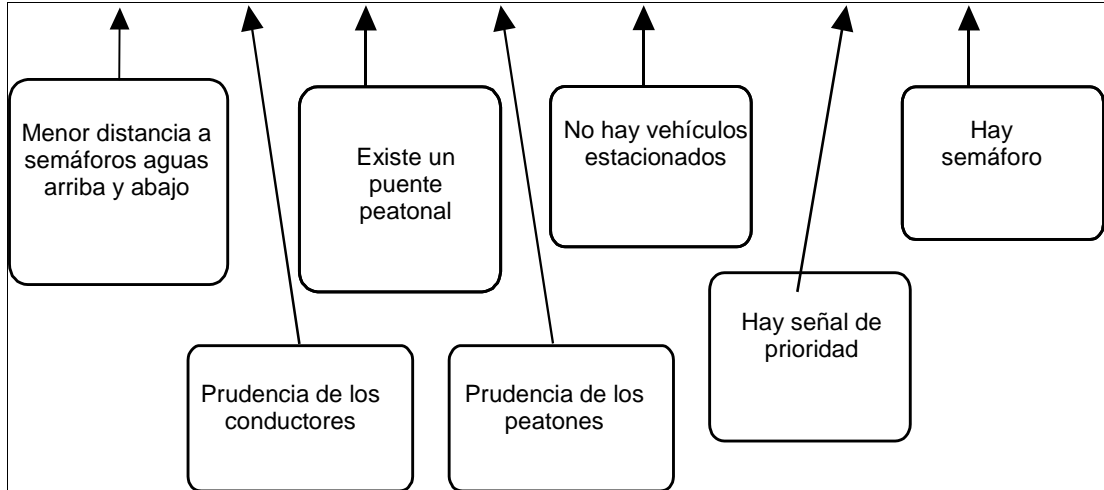 Menor distancia a
semáforos aguas
arriba y abajo
Existe un
puente
peatonal
No hay vehículos
estacionados
Hay
semáforo
Prudencia de los
conductores
Prudencia de los
peatones
Hay señal de
prioridad